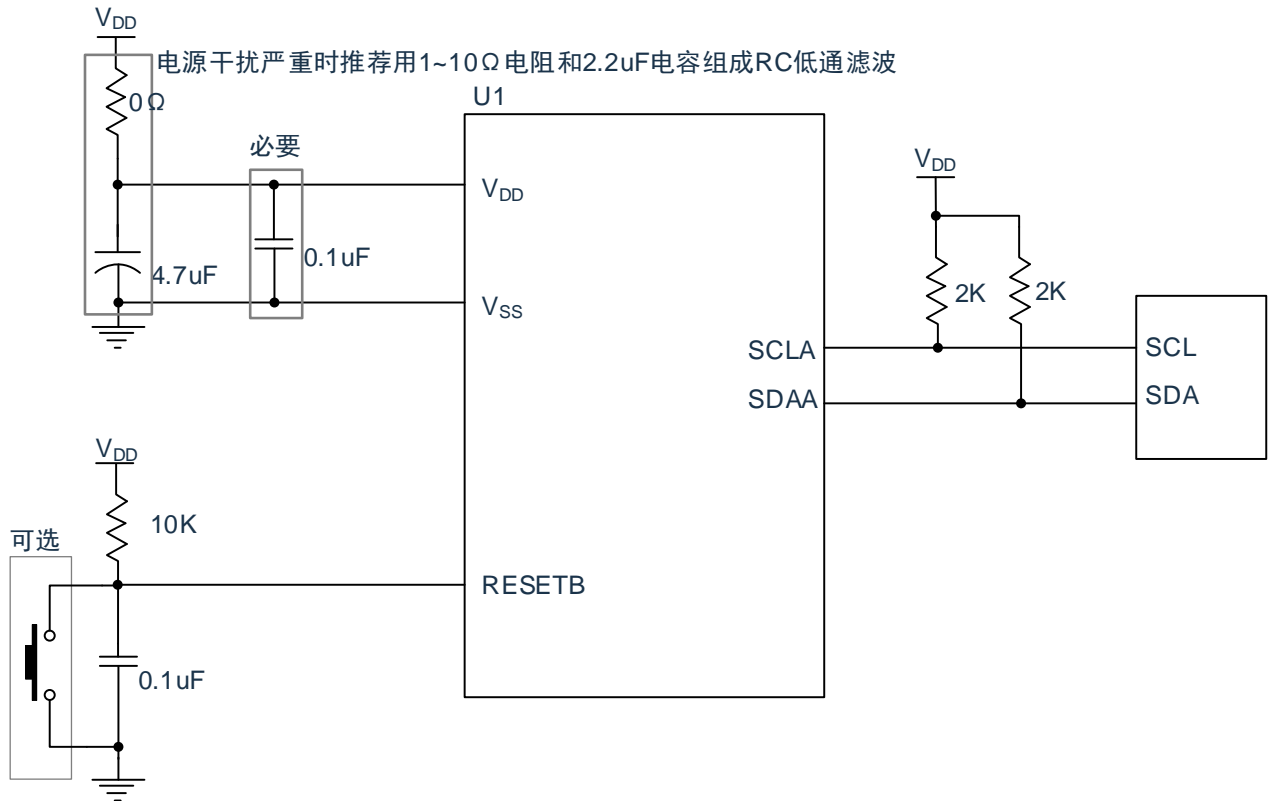 VDD
电源干扰严重时推荐用1~10Ω电阻和2.2uF电容组成RC低通滤波
0Ω
U1
必要
VDD
VDD
0.1uF
4.7uF
2K
2K
VSS
SCLA
SCL
SDAA
SDA
VDD
10K
可选
RESETB
0.1uF